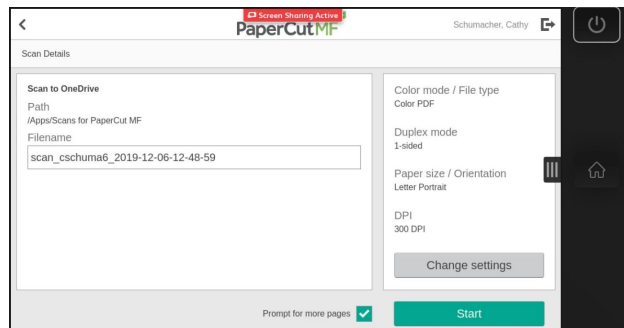 Screen Sharing Active
PaperCutMF
Schumacher, Cathy
Scan Details
Scan to OneDrive
Path
/Apps/Scans for PaperCut MF
Filename
scan_cschuma6_2019-12-06-12-48-59
Color mode / File type
Color PDF
Duplex mode
1-sided
Paper size / Orientation
Letter Portrait
DPI
300 DPI
Change settings
Prompt for more pages
Start